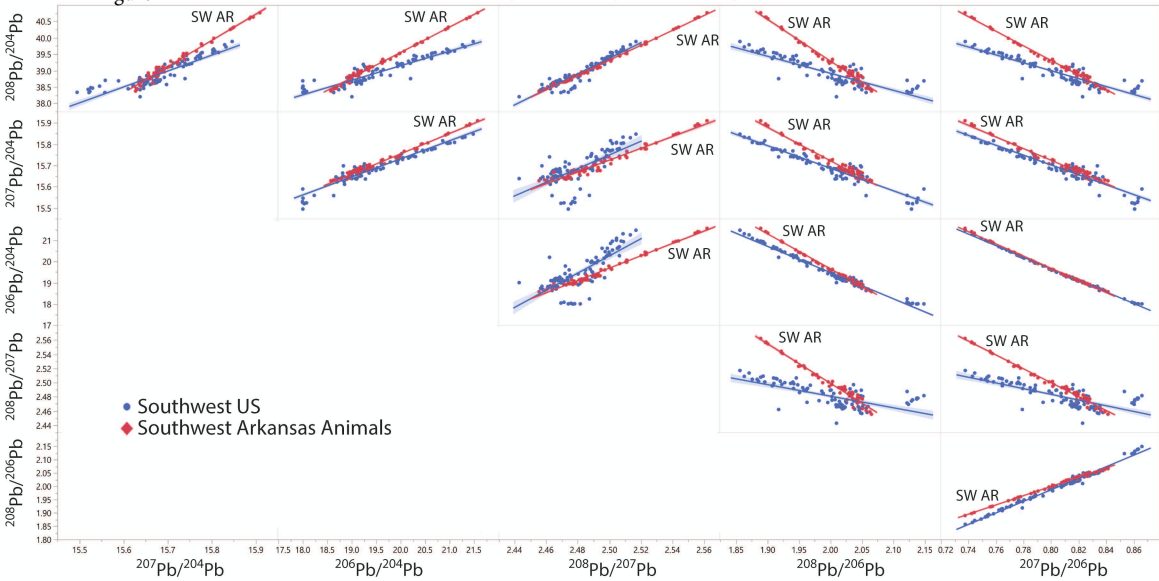 208Pb/204Pb
40.5
40.0
39.0
38.5
38.0
SW AR
SW AR
SW AR
SW AR
SW AR
207Pb/204Pb
15.9
15.8
15.7
15.6
15.5
SW AR
SW AR
SW AR
SW AR
206Pb/204Pb
21
20
19
18
17
SW AR
SW AR
SW AR
208Pb/207Pb
2.56
2.54
2.52
2.50
2.48
2.46
2.44
SW AR
SW AR
Southwest US
Southwest Arkansas Animals
208Pb/206Pb
2.15
2.10
2.05
2.00
1.95
1.90
1.85
1.80
SW AR
15.5 15.6 15.7 15.8 15.9 17.5 18.0 18.5 19.0 19.5 20.0 20.5 21.0 21.5 2.44 2.46 2.48 2.50 2.52 2.54 2.56 1.85 1.90 1.95 2.00 2.05 2.10 2.15 0.72 0.74 0.76 0.78 0.80 0.82 0.84 0.86
207Pb/204Pb 206Pb/204Pb 208Pb/207Pb 208Pb/206Pb 207Pb/206Pb